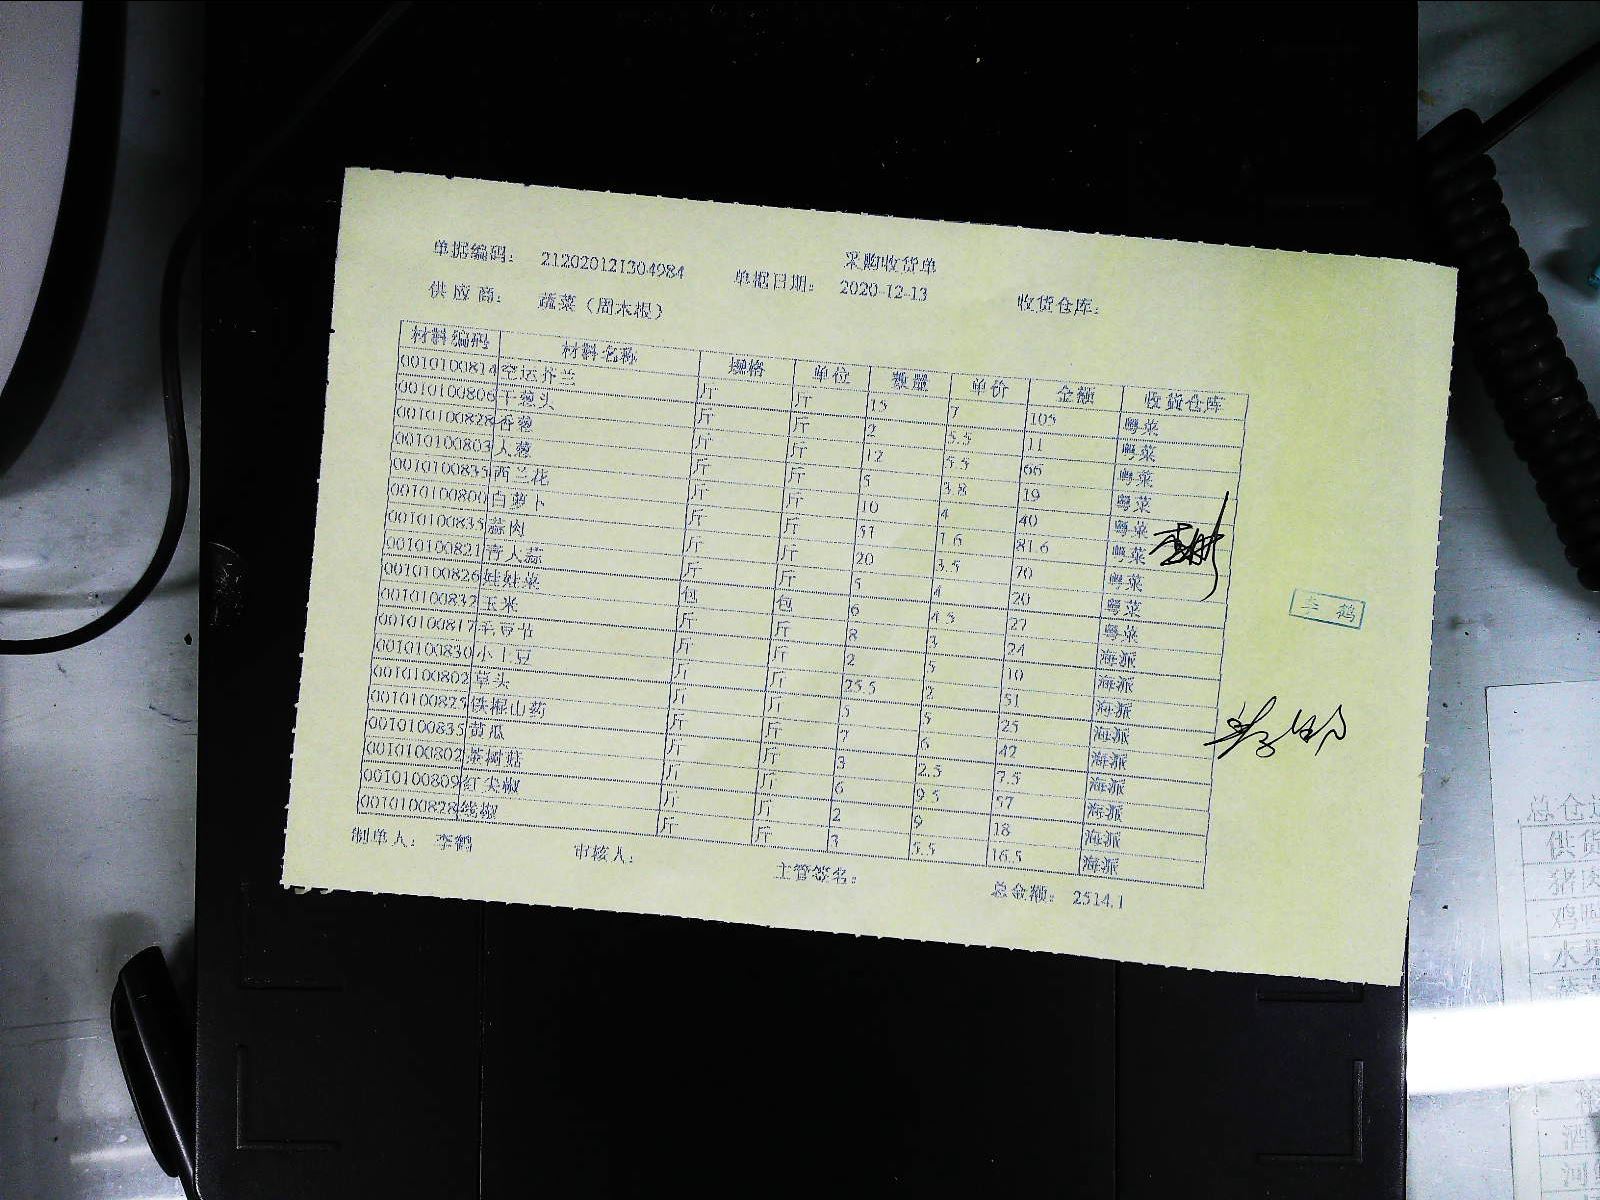 采购收货单
单据编码： 212020121304984 单据日期： 2020-12-13 收货仓库：
供应商： 蔬菜（周木根）
材料编码 材料名称 规格 单位 数量 单价 金额 收货仓库
0010100814 空运芥兰 斤 斤 15 7 105 粤菜
0010100806 干葱头 斤 斤 2 5.5 11 粤菜
0010100828 香葱 斤 斤 12 5.5 66 粤菜
0010100803 大葱 斤 斤 5 3.8 19 粤菜
0010100835 西兰花 斤 斤 10 4 40 粤菜
0010100800 白萝卜 斤 斤 51 1.6 81.6 粤菜
0010100835 蒜肉 斤 斤 20 3.5 70 粤菜
0010100821 青大蒜 斤 斤 5 4 20 粤菜
0010100826 娃娃菜 包 包 6 4.5 27 粤菜
0010100832 玉米 斤 斤 8 3 24 海派
0010100817 毛豆节 斤 斤 2 5 10 海派
0010100830 小土豆 斤 斤 25.5 2 51 海派
0010100802 草头 斤 斤 5 5 25 海派
0010100825 铁棍山药 斤 斤 7 6 42 海派
0010100835 黄瓜 斤 斤 3 2.5 7.5 海派
0010100802 茶树菇 斤 斤 6 9.5 57 海派
0010100809 红尖椒 斤 斤 2 9 18 海派
0010100828 线椒 斤 斤 3 5.5 16.5 海派
制单人： 李鹤 审核人： 主管签名： 总金额： 2514.1
李鹤
总仓
供货
猪肉